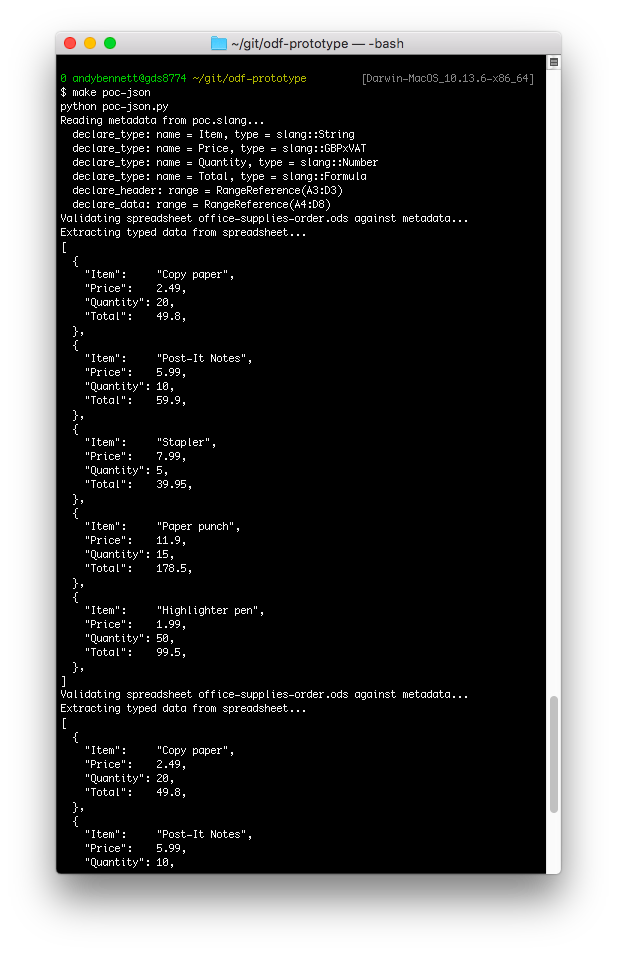 ~/git/odf-prototype — -bash
0 andybennett@gds8774 ~/git/odf-prototype [Darwin-MacOS_10.13.6-x86_64]
$ make poc-json
python poc-json.py
Reading metadata from poc.slang...
  declare_type: name = Item, type = slang::String
  declare_type: name = Price, type = slang::GBPxVAT
  declare_type: name = Quantity, type = slang::Number
  declare_type: name = Total, type = slang::Formula
  declare_header: range = RangeReference(A3:D3)
  declare_data: range = RangeReference(A4:D8)
Validating spreadsheet office-supplies-order.ods against metadata...
Extracting typed data from spreadsheet...
[
  {
    "Item":     "Copy paper",
    "Price":    2.49,
    "Quantity": 20,
    "Total":    49.8,
  },
  {
    "Item":     "Post-It Notes",
    "Price":    5.99,
    "Quantity": 10,
    "Total":    59.9,
  },
  {
    "Item":     "Stapler",
    "Price":    7.99,
    "Quantity": 5,
    "Total":    39.95,
  },
  {
    "Item":     "Paper punch",
    "Price":    11.9,
    "Quantity": 15,
    "Total":    178.5,
  },
  {
    "Item":     "Highlighter pen",
    "Price":    1.99,
    "Quantity": 50,
    "Total":    99.5,
  },
]
Validating spreadsheet office-supplies-order.ods against metadata...
Extracting typed data from spreadsheet...
[
  {
    "Item":     "Copy paper",
    "Price":    2.49,
    "Quantity": 20,
    "Total":    49.8,
  },
  {
    "Item":     "Post-It Notes",
    "Price":    5.99,
    "Quantity": 10,